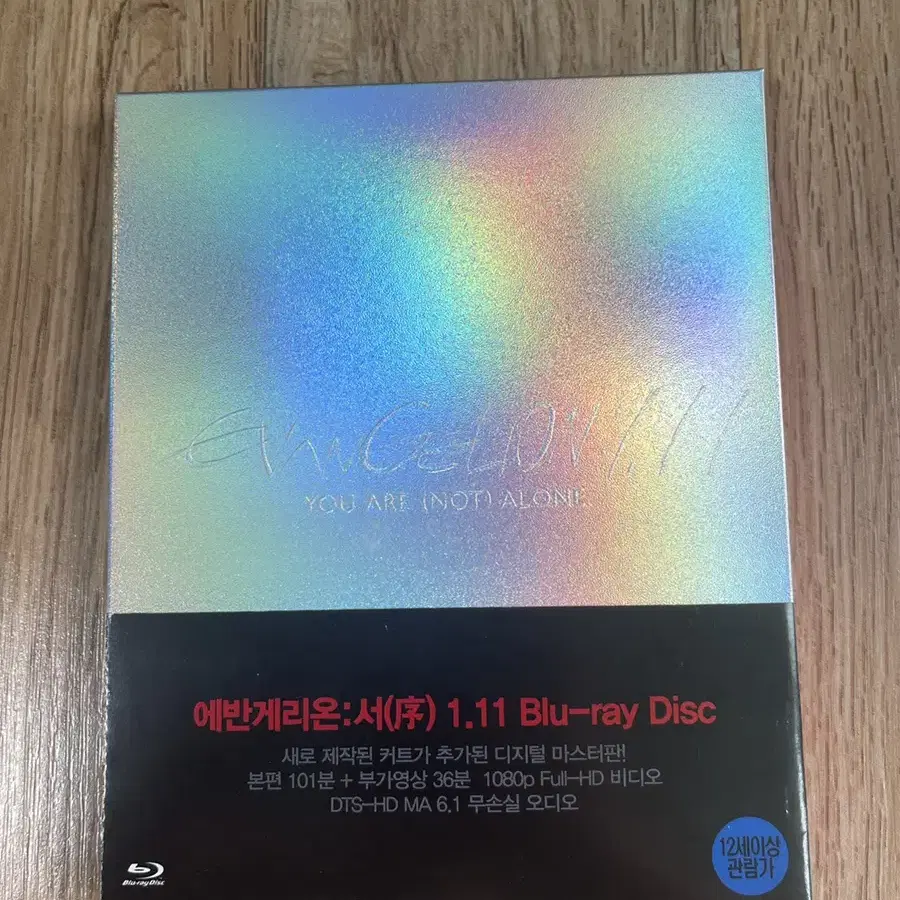 EVANGELION:1.11
YOU ARE (NOT) ALONE.
에반게리온:서(序) 1.11 Blu-ray Disc
새로 제작된 커트가 추가된 디지털 마스터판!
본편 101분 + 부가영상 36분 1080p Full-HD 비디오
DTS-HD MA 6.1 무손실 오디오
Blu-ray Disc
12세이상
관람가